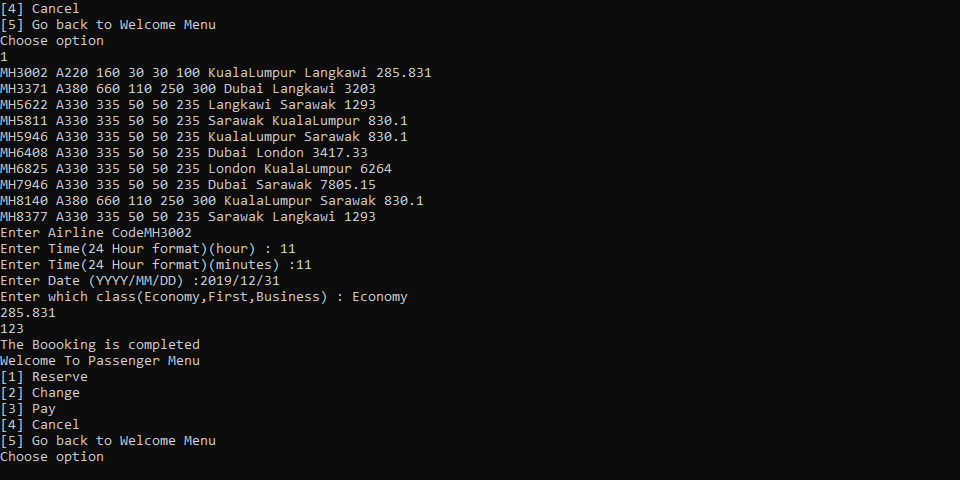 [4] Cancel
[5] Go back to Welcome Menu
Choose option
1
MH3002 A220 160 30 30 100 KualaLumpur Langkawi 285.831
MH3371 A380 660 110 250 300 Dubai Langkawi 3203
MH5622 A330 335 50 50 235 Langkawi Sarawak 1293
MH5811 A330 335 50 50 235 Sarawak KualaLumpur 830.1
MH5946 A330 335 50 50 235 KualaLumpur Sarawak 830.1
MH6408 A330 335 50 50 235 Dubai London 3417.33
MH6825 A330 335 50 50 235 London KualaLumpur 6264
MH7946 A330 335 50 50 235 Dubai Sarawak 7805.15
MH8140 A380 660 110 250 300 KualaLumpur Sarawak 830.1
MH8377 A330 335 50 50 235 Sarawak Langkawi 1293
Enter Airline CodeMH3002
Enter Time(24 Hour format)(hour) : 11
Enter Time(24 Hour format)(minutes) :11
Enter Date (YYYY/MM/DD) :2019/12/31
Enter which class(Economy,First,Business) : Economy
285.831
123
The Boooking is completed
Welcome To Passenger Menu
[1] Reserve
[2] Change
[3] Pay
[4] Cancel
[5] Go back to Welcome Menu
Choose option